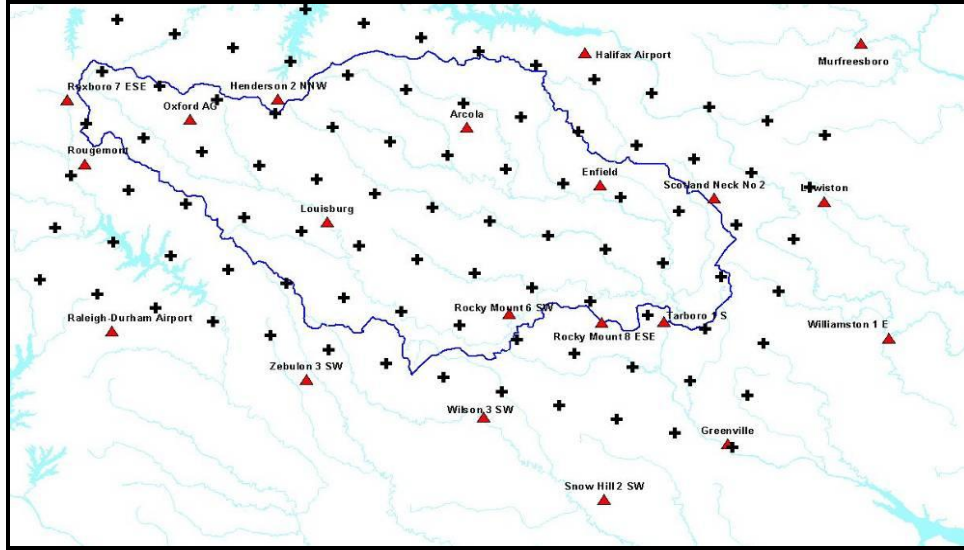 Halifax Airport
Murfreesboro
Roxboro 7 ESE
Henderson 2 NNW
Oxford AG
Arcola
Rougemont
Enfield
Scotland Neck No 2
Lewiston
Louisburg
Raleigh-Durham Airport
Rocky Mount 6 SW
Rocky Mount 8 ESE
Tarboro 1 S
Williamston 1 E
Zebulon 3 SW
Wilson 3 SW
Greenville
Snow Hill 2 SW